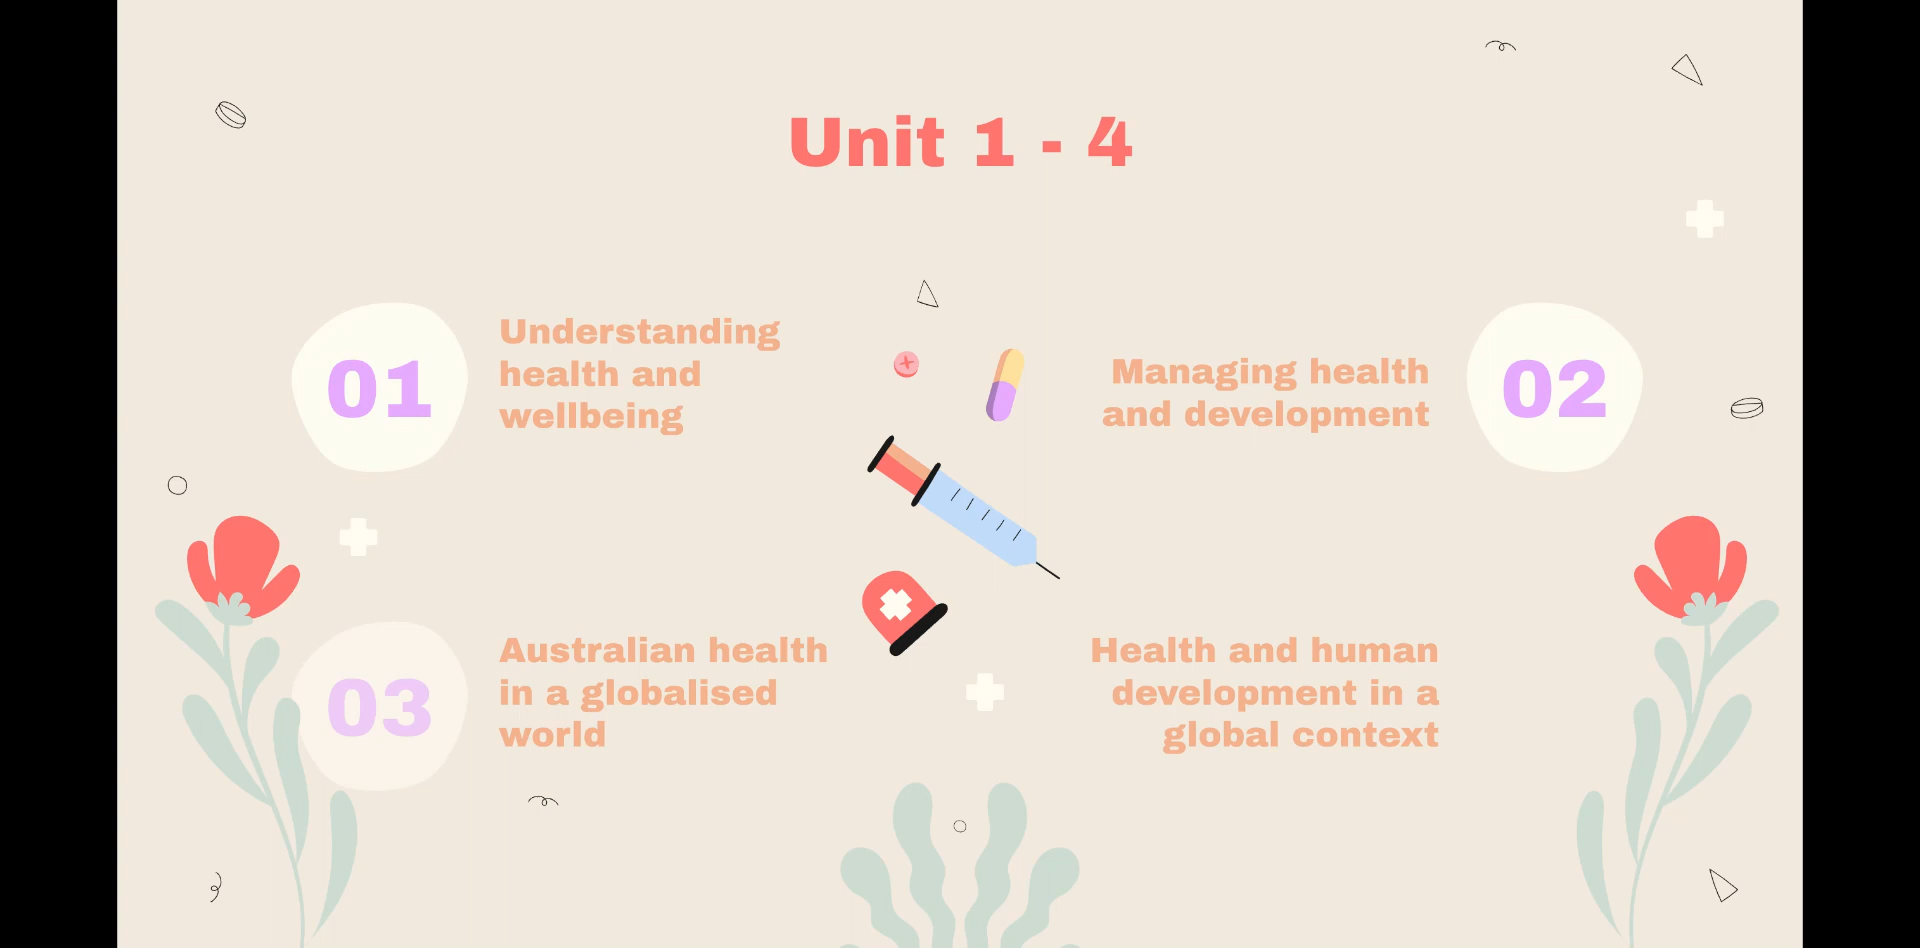 Unit 1 - 4
01
Understanding
health and
wellbeing
Managing health
and development
02
03
Australian health
in a globalised
world
Health and human
development in a
global context